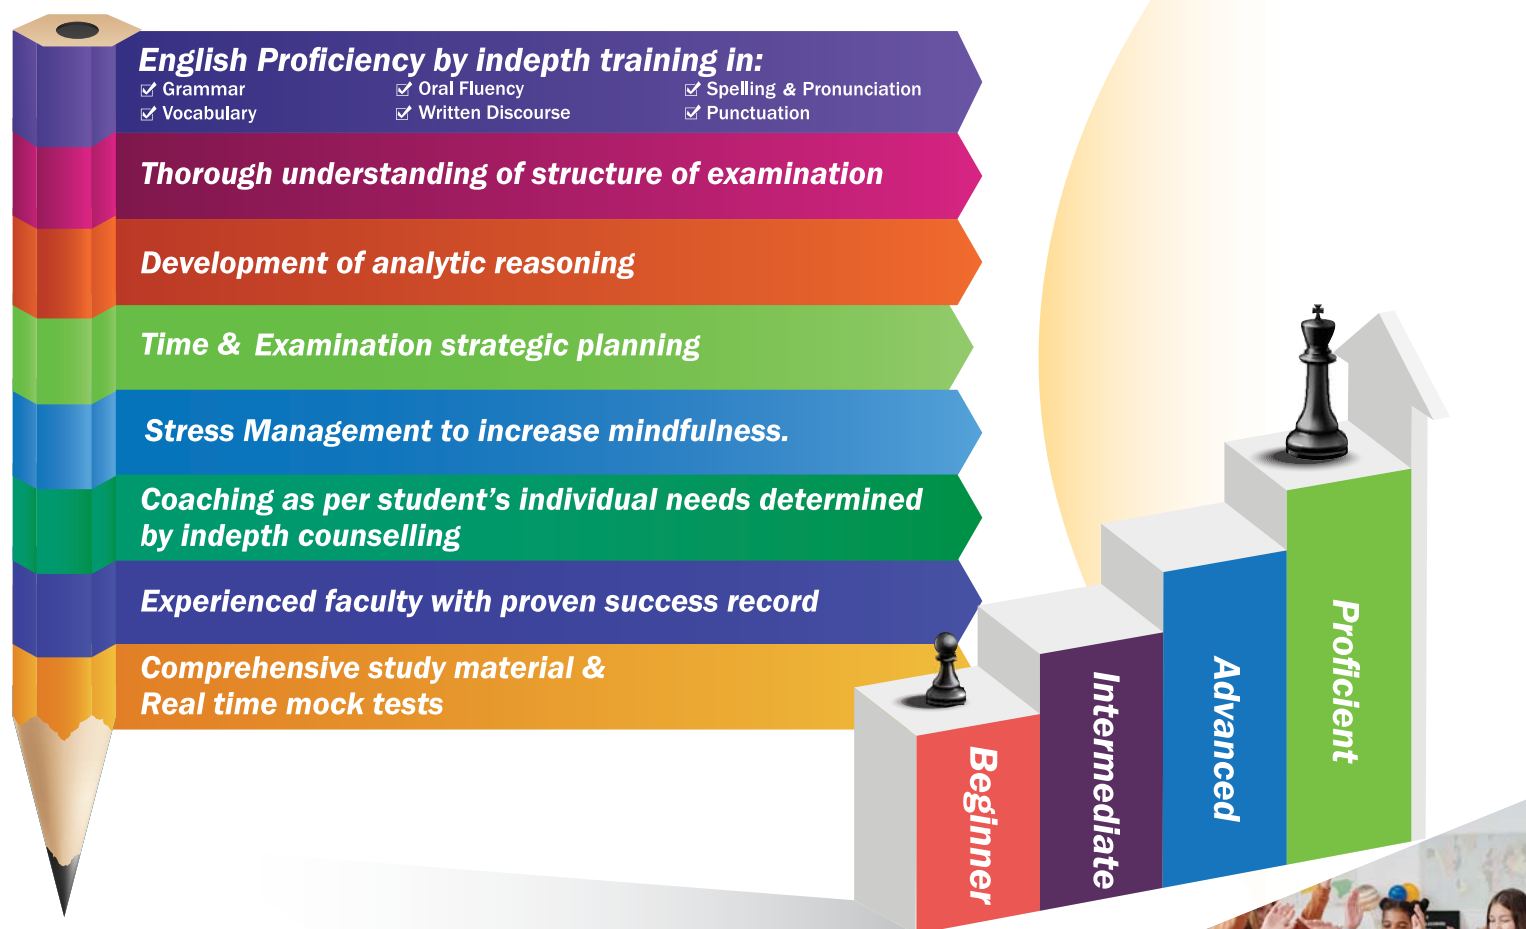 English Proficiency by indepth training in:
Grammar
Oral Fluency
Spelling & Pronunciation
Vocabulary
Written Discourse
Punctuation
Thorough understanding of structure of examination
Development of analytic reasoning
Time & Examination strategic planning
Stress Management to increase mindfulness.
Coaching as per student’s individual needs determined
by indepth counselling
Experienced faculty with proven success record
Comprehensive study material &
Real time mock tests
Beginner
Intermediate
Advanced
Proficient